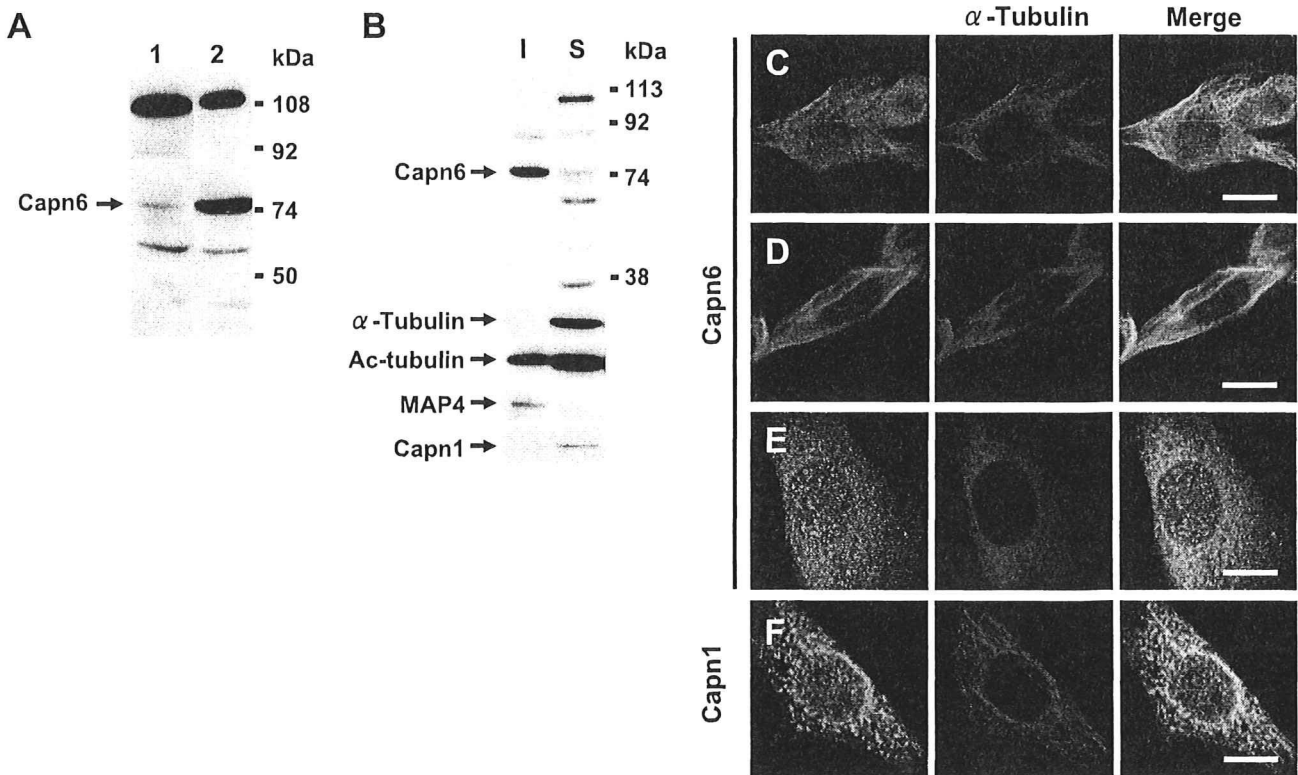 A
1 2 kDa
108
92
Capn6
74
50
B
I S kDa
113
92
Capn6
74
38
α-Tubulin
Ac-tubulin
MAP4
Capn1
α-Tubulin Merge
Capn6
C
D
E
Capn1
F